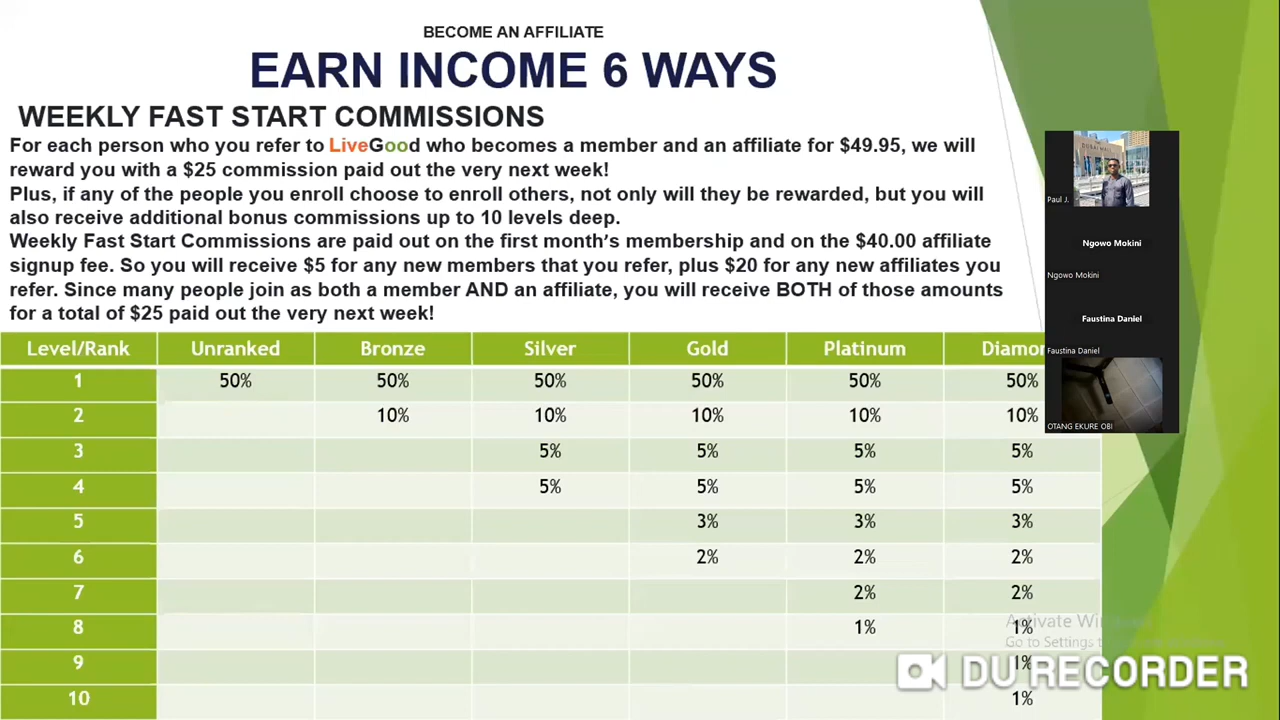 BECOME AN AFFILIATE
EARN INCOME 6 WAYS
WEEKLY FAST START COMMISSIONS
For each person who you refer to LiveGood who becomes a member and an affiliate for $49.95, we will
reward you with a $25 commission paid out the very next week!
Plus, if any of the people you enroll choose to enroll others, not only will they be rewarded, but you will
also receive additional bonus commissions up to 10 levels deep.
Weekly Fast Start Commissions are paid out on the first month's membership and on the $40.00 affiliate
signup fee. So you will receive $5 for any new members that you refer, plus $20 for any new affiliates you
refer. Since many people join as both a member AND an affiliate, you will receive BOTH of those amounts
for a total of $25 paid out the very next week!
Level/Rank Unranked Bronze Silver Gold Platinum Diamon
1 50% 50% 50% 50% 50% 50%
2 10% 10% 10% 10% 10%
3 5% 5% 5% 5%
4 5% 5% 5% 5%
5 3% 3% 3%
6 2% 2% 2%
7 2% 2%
8 1% 1%
9 1%
10 1%
DUBAI MALL
Paul J.
Ngowo Mokini
Ngowo Mokini
Faustina Daniel
Faustina Daniel
OTANG EKURE OBI
Activate Win
Go to Settings t
DU RECORDER